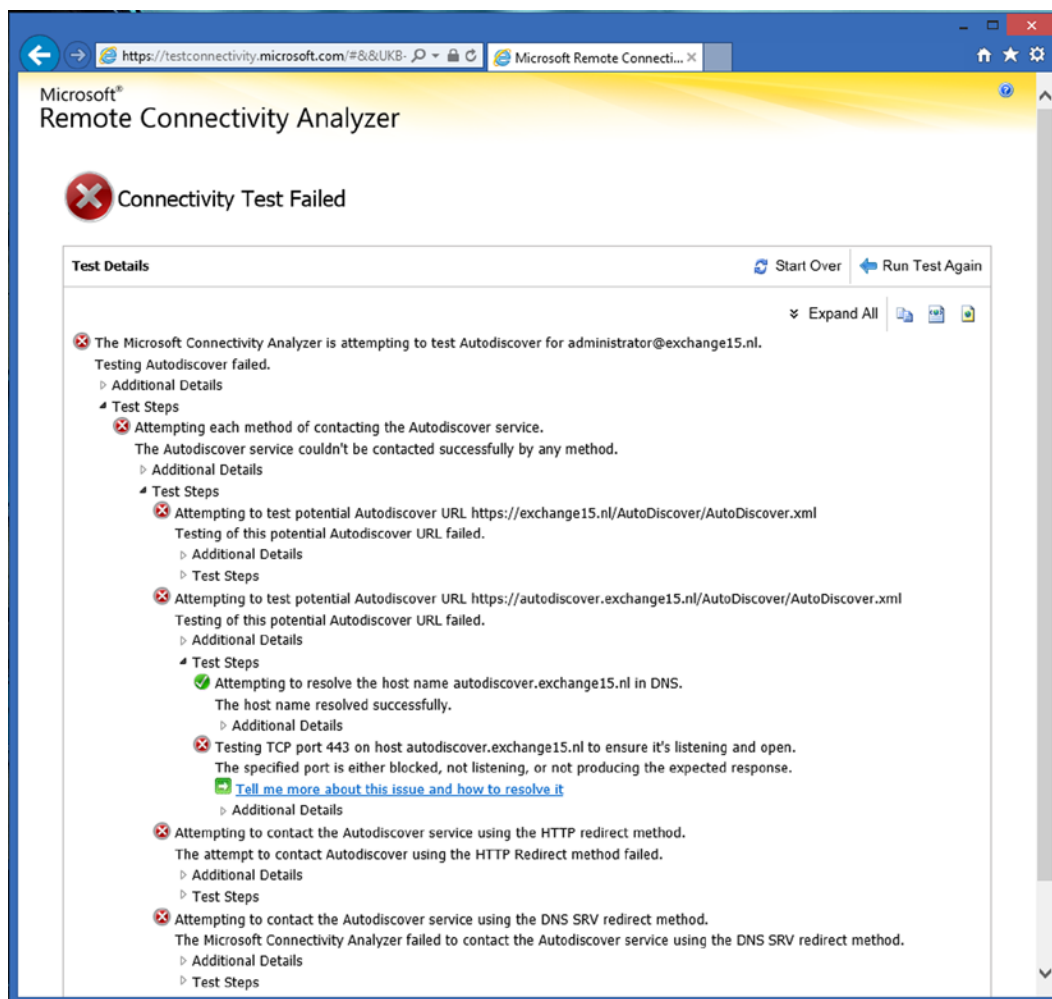 https://testconnectivity.microsoft.com/#&&UKB-
Microsoft Remote Connecti...
Microsoft®
Remote Connectivity Analyzer
Connectivity Test Failed
Test Details
Start Over
Run Test Again
Expand All
The Microsoft Connectivity Analyzer is attempting to test Autodiscover for administrator@exchange15.nl.
Testing Autodiscover failed.
Additional Details
Test Steps
Attempting each method of contacting the Autodiscover service.
The Autodiscover service couldn't be contacted successfully by any method.
Additional Details
Test Steps
Attempting to test potential Autodiscover URL https://exchange15.nl/AutoDiscover/AutoDiscover.xml
Testing of this potential Autodiscover URL failed.
Additional Details
Test Steps
Attempting to test potential Autodiscover URL https://autodiscover.exchange15.nl/AutoDiscover/AutoDiscover.xml
Testing of this potential Autodiscover URL failed.
Additional Details
Test Steps
Attempting to resolve the host name autodiscover.exchange15.nl in DNS.
The host name resolved successfully.
Additional Details
Testing TCP port 443 on host autodiscover.exchange15.nl to ensure it's listening and open.
The specified port is either blocked, not listening, or not producing the expected response.
Tell me more about this issue and how to resolve it
Additional Details
Attempting to contact the Autodiscover service using the HTTP redirect method.
The attempt to contact Autodiscover using the HTTP Redirect method failed.
Additional Details
Test Steps
Attempting to contact the Autodiscover service using the DNS SRV redirect method.
The Microsoft Connectivity Analyzer failed to contact the Autodiscover service using the DNS SRV redirect method.
Additional Details
Test Steps